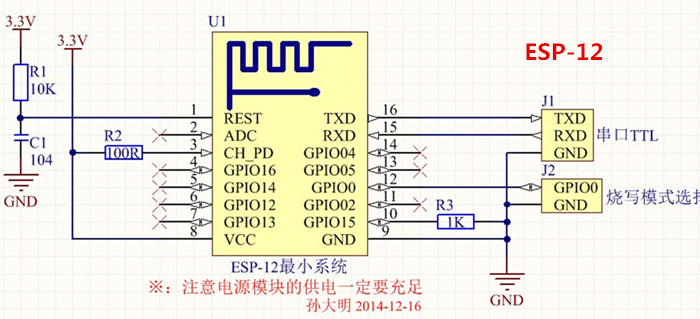 3.3V
3.3V
U1
ESP-12
R1
10K
C1
104
GND
R2
100R
1 REST TXD 16
2 ADC RXD 15
3 CH_PD GPIO04 14
4 GPIO16 GPIO05 13
5 GPIO14 GPIO0 12
6 GPIO12 GPIO02 11
7 GPIO13 GPIO15 10
8 VCC GND 9
R3
1K
J1
TXD
RXD
GND
串口TTL
J2
GPIO0
GND
烧写模式选
GND
ESP-12最小系统
※：注意电源模块的供电一定要充足
孙大明 2014-12-16